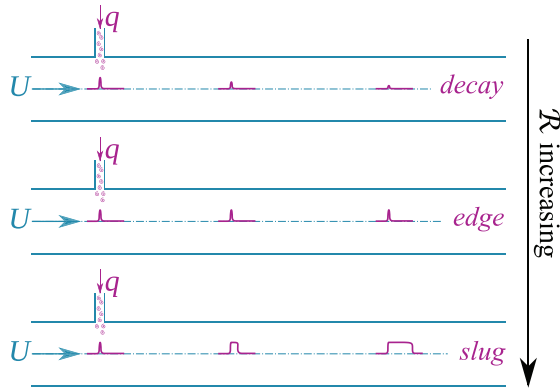 q
U
decay
q
U
edge
q
U
slug
ℛ increasing